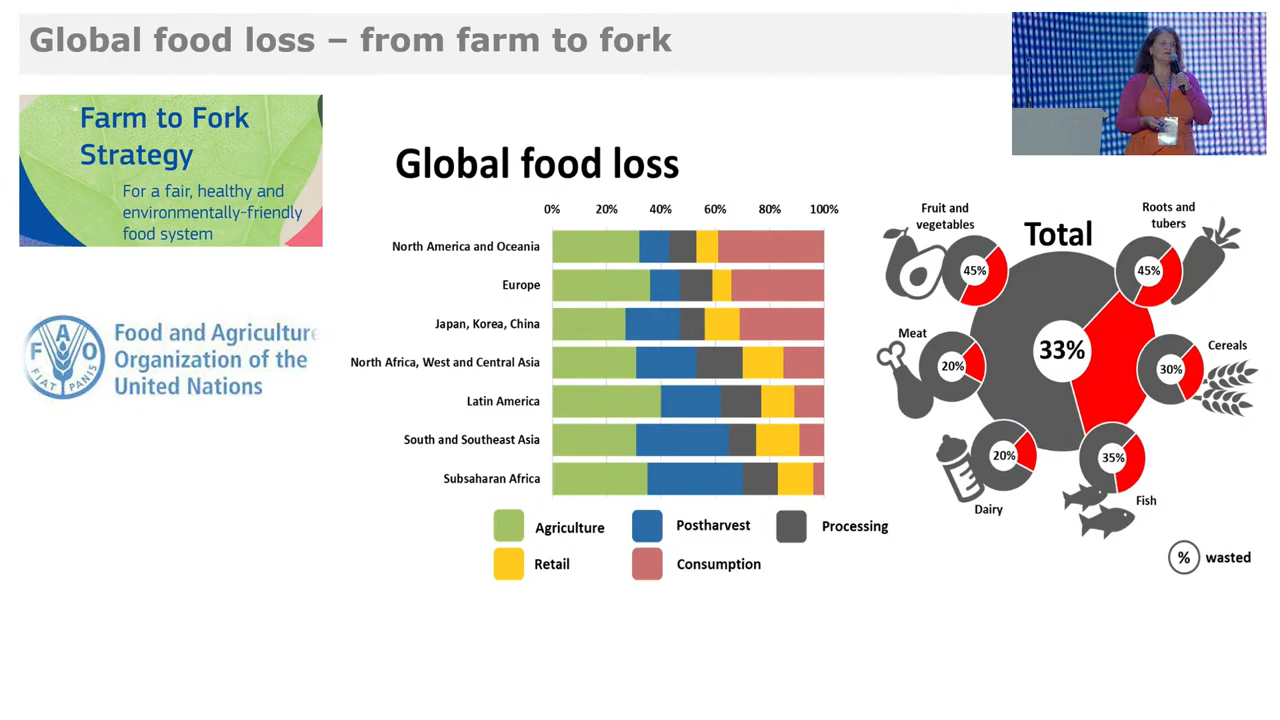 Global food loss – from farm to fork
Farm to Fork
Strategy
For a fair, healthy and
environmentally-friendly
food system
FAO
FIAT PANIS
Food and Agriculture
Organization of the
United Nations
Global food loss
0% 20% 40% 60% 80% 100%
North America and Oceania
Europe
Japan, Korea, China
North Africa, West and Central Asia
Latin America
South and Southeast Asia
Subsaharan Africa
Agriculture
Postharvest
Processing
Retail
Consumption
Total
33%
Fruit and
vegetables
45%
Roots and
tubers
45%
Meat
20%
Cereals
30%
Dairy
20%
Fish
35%
% wasted